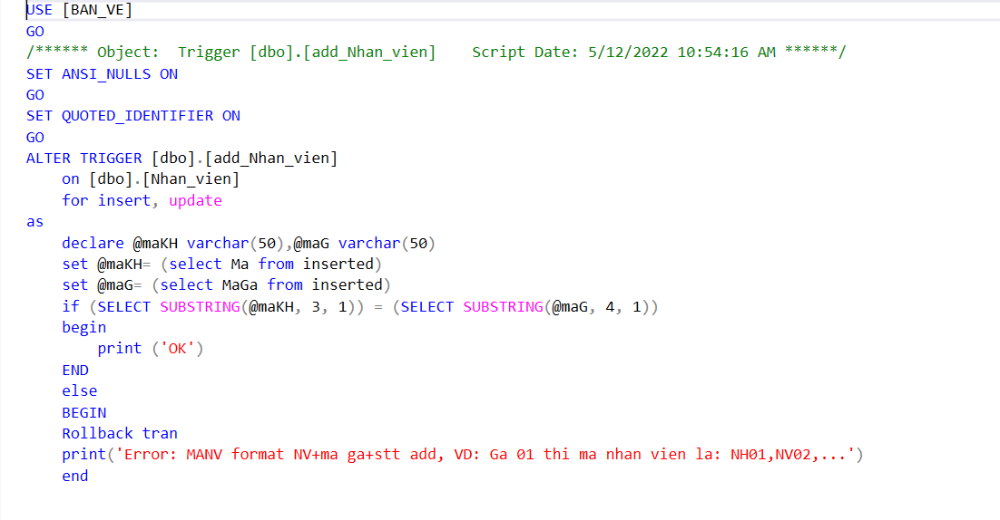 USE [BAN_VE]
GO
/****** Object:  Trigger [dbo].[add_Nhan_vien]    Script Date: 5/12/2022 10:54:16 AM ******/
SET ANSI_NULLS ON
GO
SET QUOTED_IDENTIFIER ON
GO
ALTER TRIGGER [dbo].[add_Nhan_vien]
    on [dbo].[Nhan_vien]
    for insert, update
as
    declare @maKH varchar(50),@maG varchar(50)
    set @maKH= (select Ma from inserted)
    set @maG= (select MaGa from inserted)
    if (SELECT SUBSTRING(@maKH, 3, 1)) = (SELECT SUBSTRING(@maG, 4, 1))
    begin
        print ('OK')
    END
    else
    BEGIN
    Rollback tran
    print('Error: MANV format NV+ma ga+stt add, VD: Ga 01 thi ma nhan vien la: NH01,NV02,...')
    end